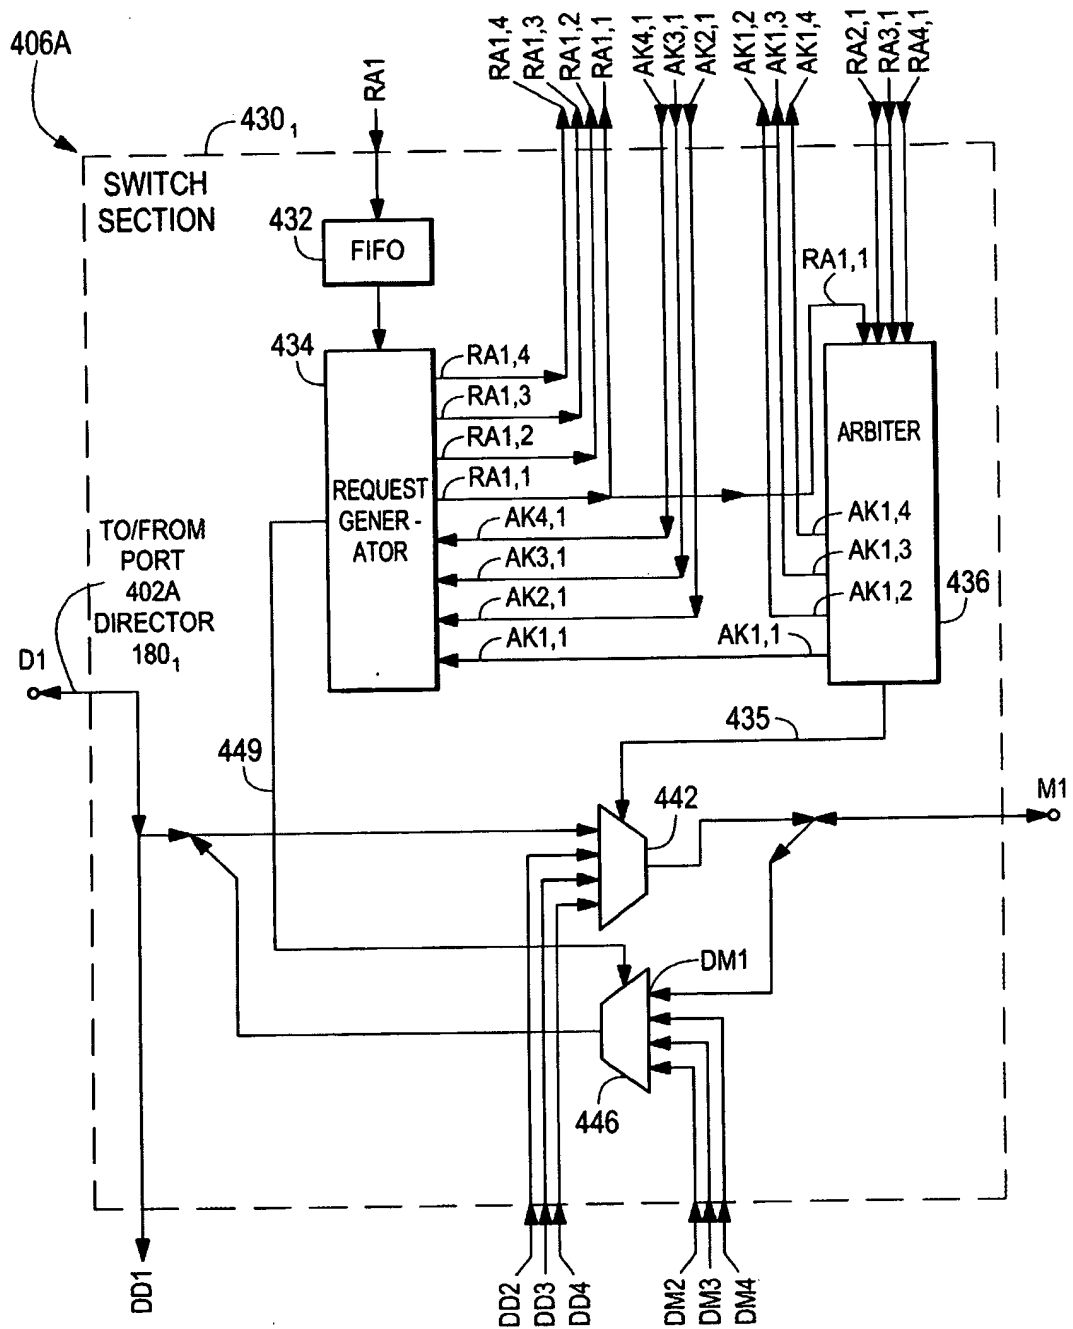 406A
RA1
RA1,4
RA1,3
RA1,2
RA1,1
AK4,1
AK3,1
AK2,1
AK1,2
AK1,3
AK1,4
RA2,1
RA3,1
RA4,1
430 1
SWITCH
SECTION
432
FIFO
RA1,1
434
REQUEST
GENER -
ATOR
RA1,4
RA1,3
RA1,2
RA1,1
AK4,1
AK3,1
AK2,1
AK1,1
ARBITER
AK1,4
AK1,3
AK1,2
AK1,1
436
TO/FROM
PORT
402A
DIRECTOR
180 1
D1
435
449
442
M1
DM1
446
DD1
DD2
DD3
DD4
DM2
DM3
DM4